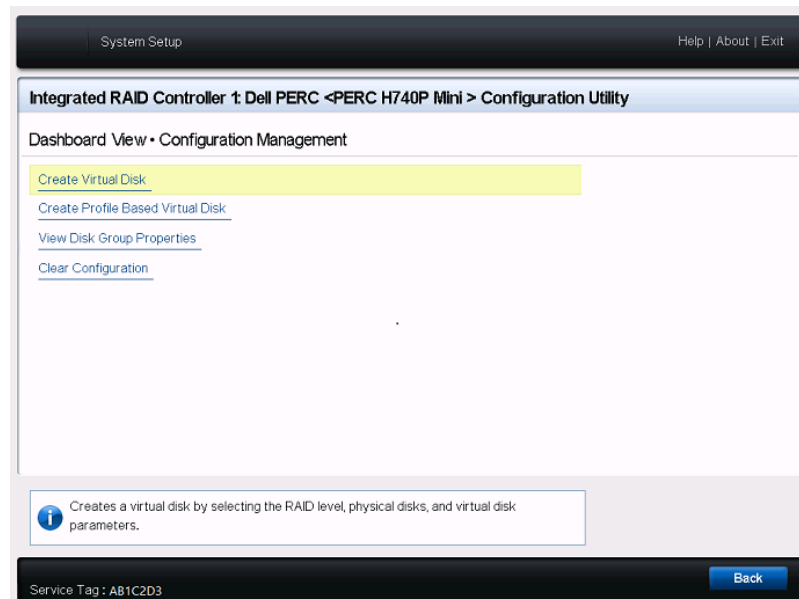 System Setup
Help | About | Exit
Integrated RAID Controller 1: Dell PERC <PERC H740P Mini > Configuration Utility
Dashboard View • Configuration Management
Create Virtual Disk
Create Profile Based Virtual Disk
View Disk Group Properties
Clear Configuration
Creates a virtual disk by selecting the RAID level, physical disks, and virtual disk
parameters.
Back
Service Tag : AB1C2D3